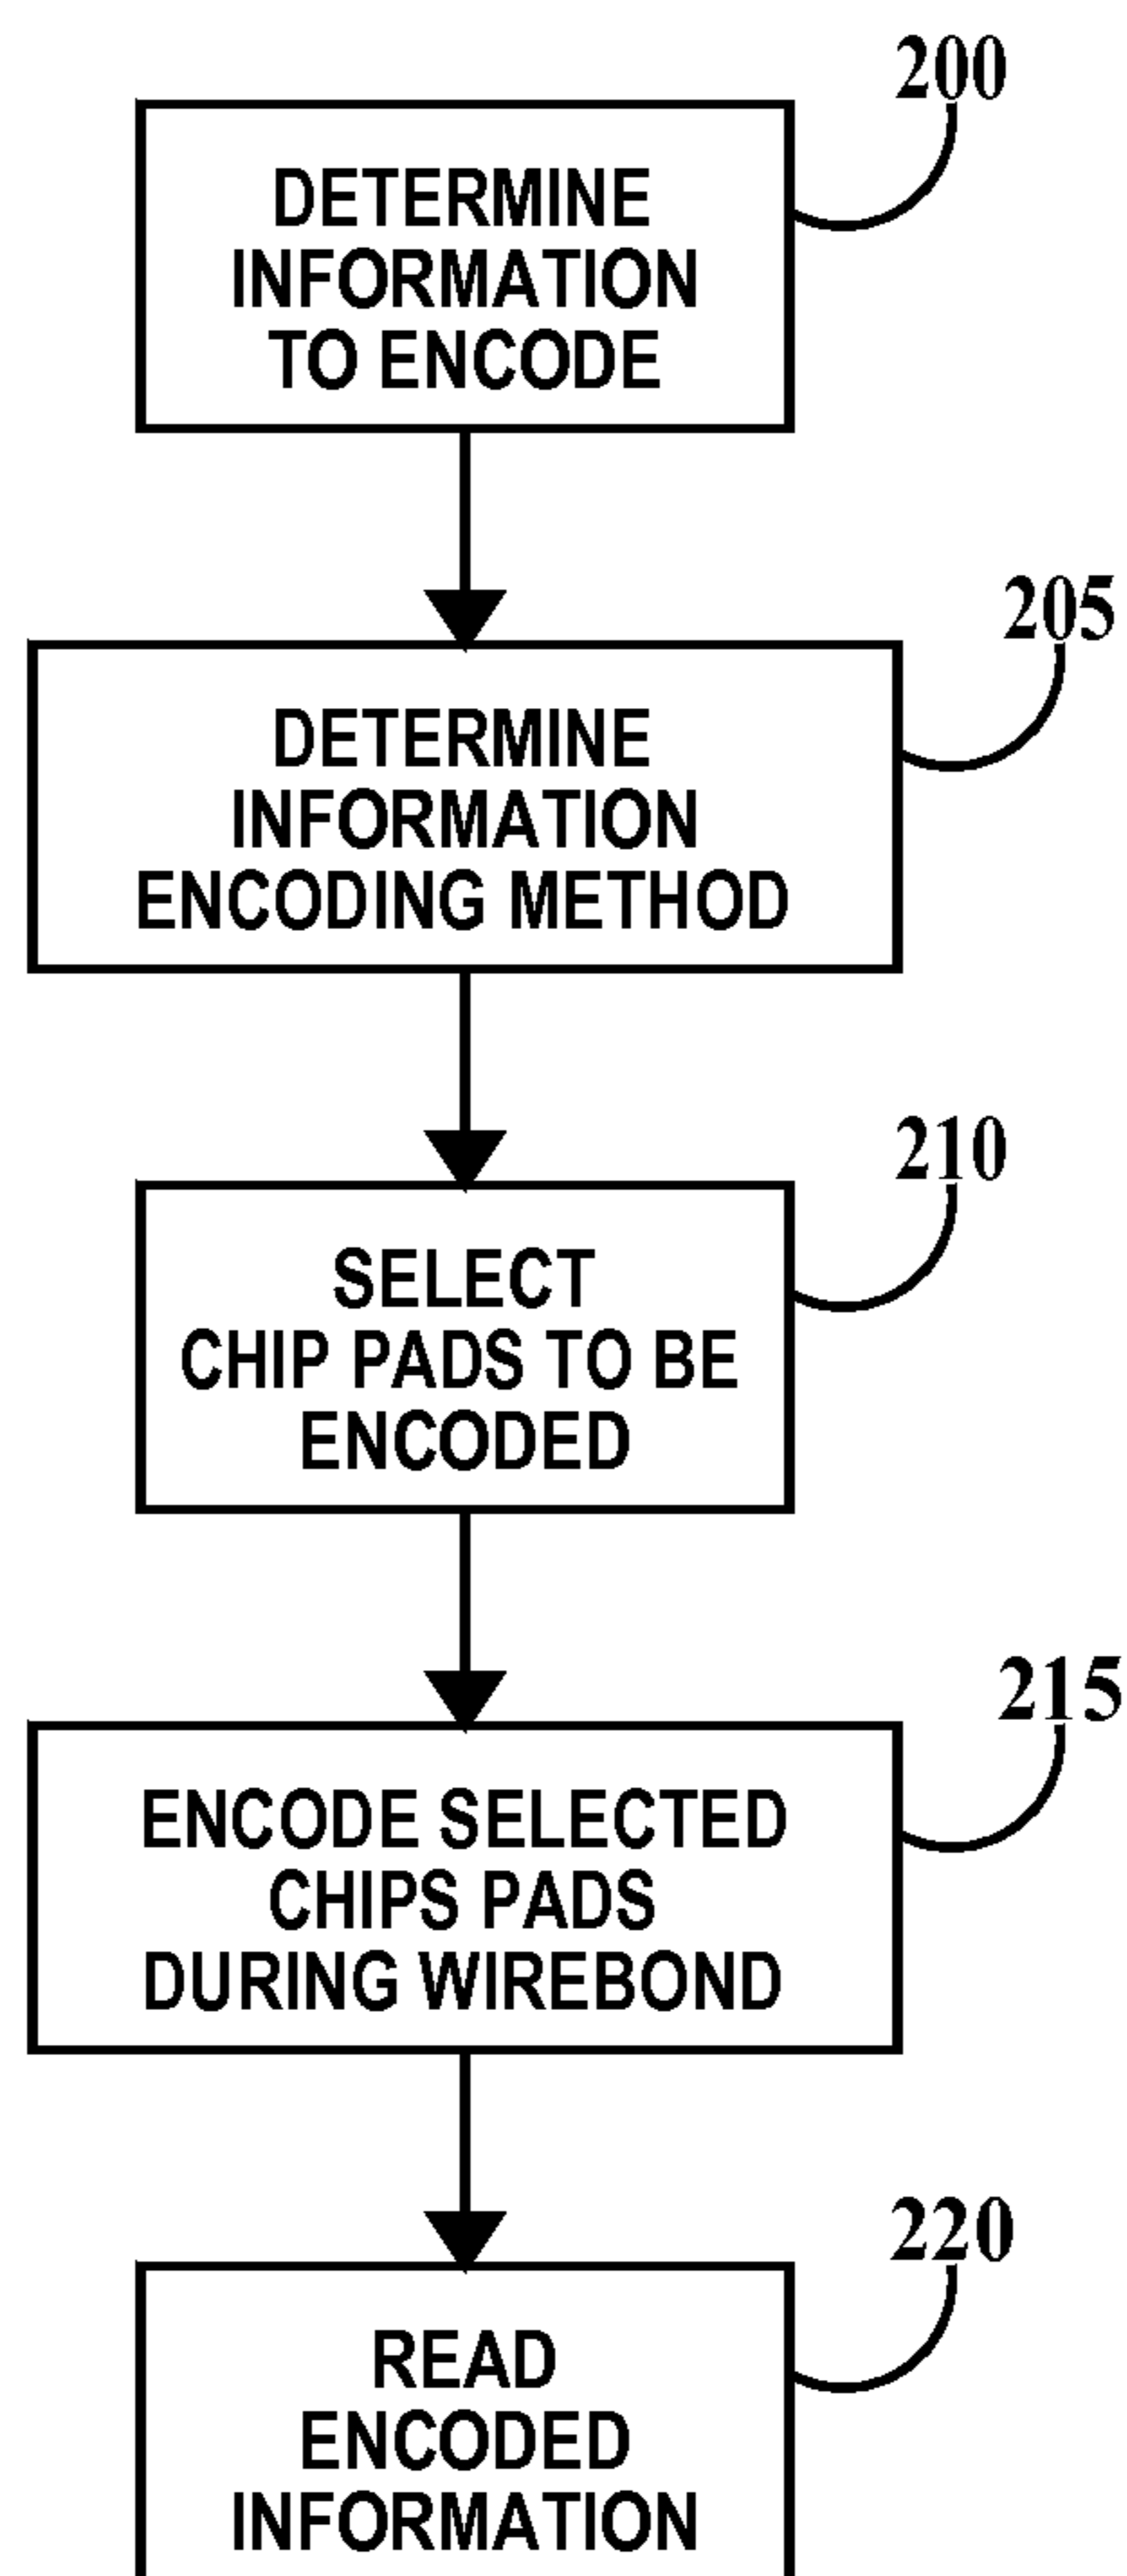 200
DETERMINE
INFORMATION
TO ENCODE
205
DETERMINE
INFORMATION
ENCODING METHOD
210
SELECT
CHIP PADS TO BE
ENCODED
215
ENCODE SELECTED
CHIPS PADS
DURING WIREBOND
220
READ
ENCODED
INFORMATION